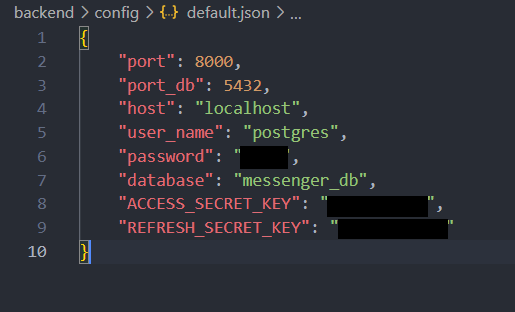 backend > config > {..} default.json > ...
1 {
2 "port": 8000,
3 "port_db": 5432,
4 "host": "localhost",
5 "user_name": "postgres",
6 "password": "",
7 "database": "messenger_db",
8 "ACCESS_SECRET_KEY": "",
9 "REFRESH_SECRET_KEY": ""
10 }